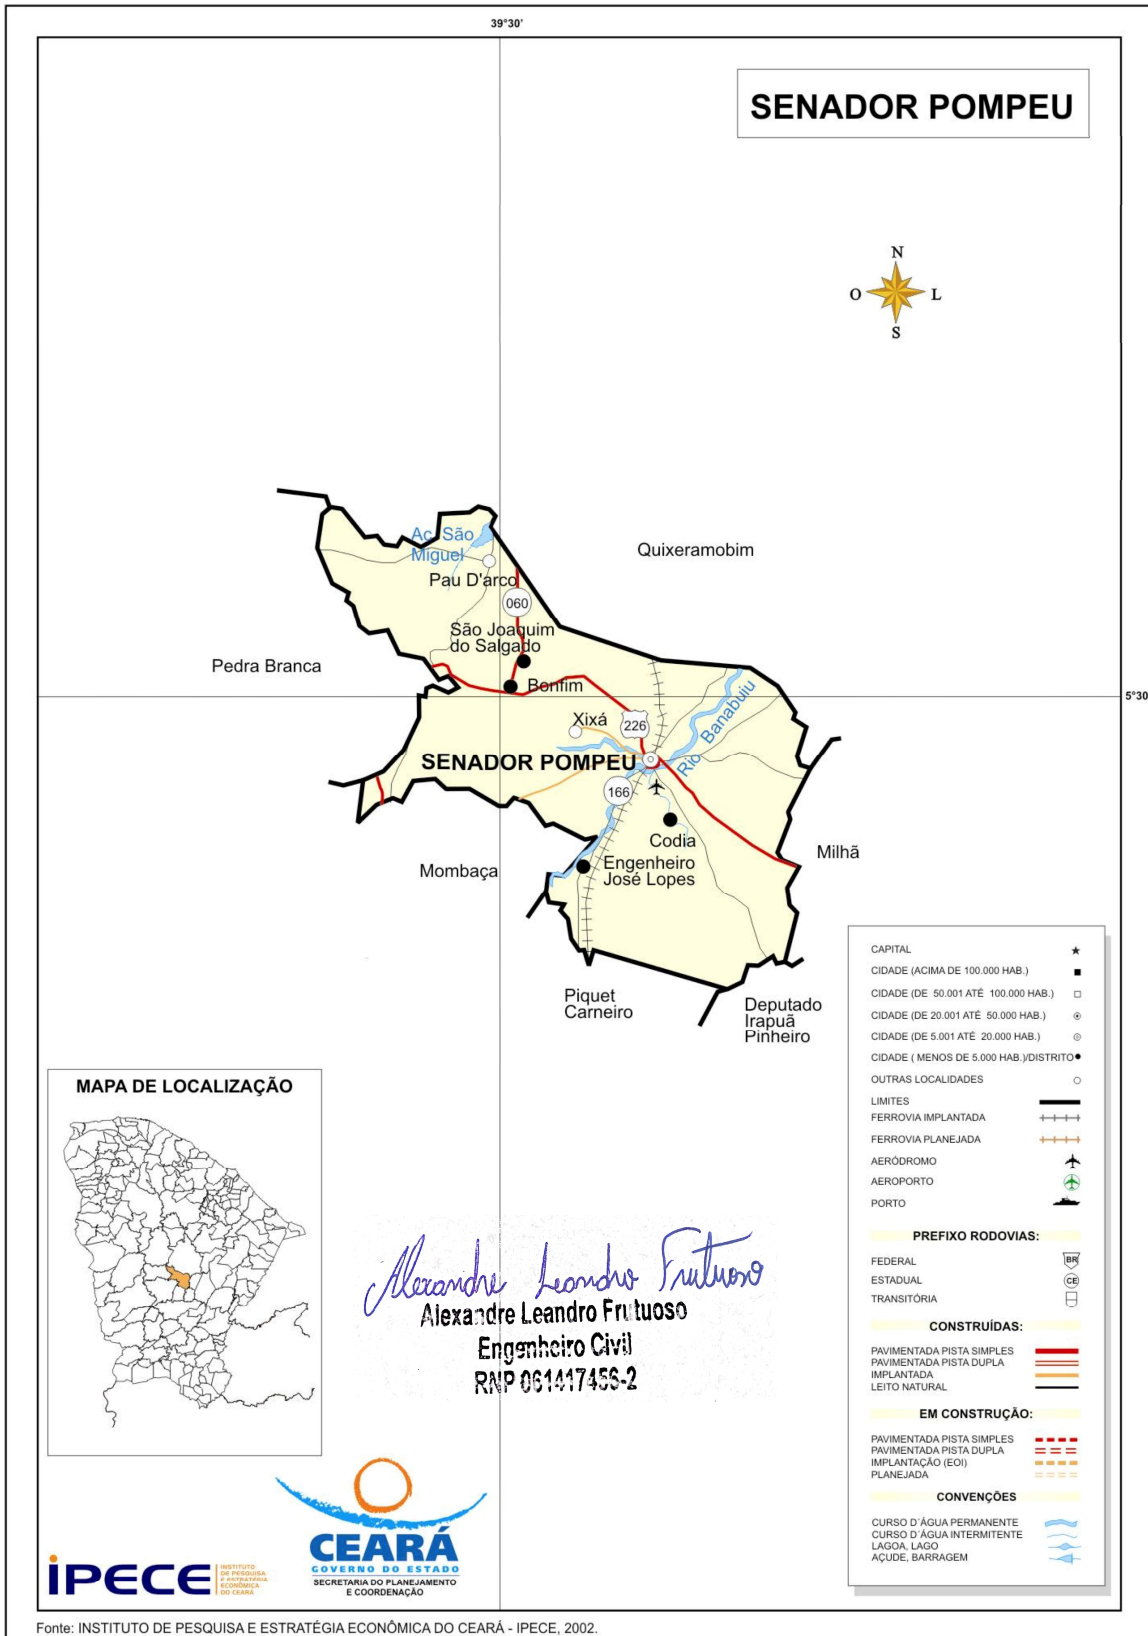 39°30'
SENADOR POMPEU
N
O
L
S
Ac. São
Miguel
Quixeramobim
Pau D'arco
060
São Joaquim
do Salgado
Pedra Branca
Bonfim
5°30
Xixá
226
Rio Banabuiu
SENADOR POMPEU
166
Codia
Milhã
Mombaça
Engenheiro
José Lopes
Piquet
Carneiro
Deputado
Irapuã
Pinheiro
CAPITAL
CIDADE (ACIMA DE 100.000 HAB.)
CIDADE (DE 50.001 ATÉ 100.000 HAB.)
CIDADE (DE 20.001 ATÉ 50.000 HAB.)
CIDADE (DE 5.001 ATÉ 20.000 HAB.)
CIDADE ( MENOS DE 5.000 HAB.)/DISTRITO
OUTRAS LOCALIDADES
LIMITES
FERROVIA IMPLANTADA
FERROVIA PLANEJADA
AERÓDROMO
AEROPORTO
PORTO
PREFIXO RODOVIAS:
FEDERAL BR
ESTADUAL CE
TRANSITÓRIA
CONSTRUÍDAS:
PAVIMENTADA PISTA SIMPLES
PAVIMENTADA PISTA DUPLA
IMPLANTADA
LEITO NATURAL
EM CONSTRUÇÃO:
PAVIMENTADA PISTA SIMPLES
PAVIMENTADA PISTA DUPLA
IMPLANTAÇÃO (EOI)
PLANEJADA
CONVENÇÕES
CURSO D´ÁGUA PERMANENTE
CURSO D´ÁGUA INTERMITENTE
LAGOA, LAGO
AÇUDE, BARRAGEM
MAPA DE LOCALIZAÇÃO
Alexandre Leandro Frutuoso
Alexandre Leandro Frutuoso
Engenheiro Civil
RNP 061417456-2
iPECE
INSTITUTO
DE PESQUISA
E ESTRATÉGIA
ECONÔMICA
DO CEARÁ
CEARÁ
GOVERNO DO ESTADO
SECRETARIA DO PLANEJAMENTO
E COORDENAÇÃO
Fonte: INSTITUTO DE PESQUISA E ESTRATÉGIA ECONÔMICA DO CEARÁ - IPECE, 2002.